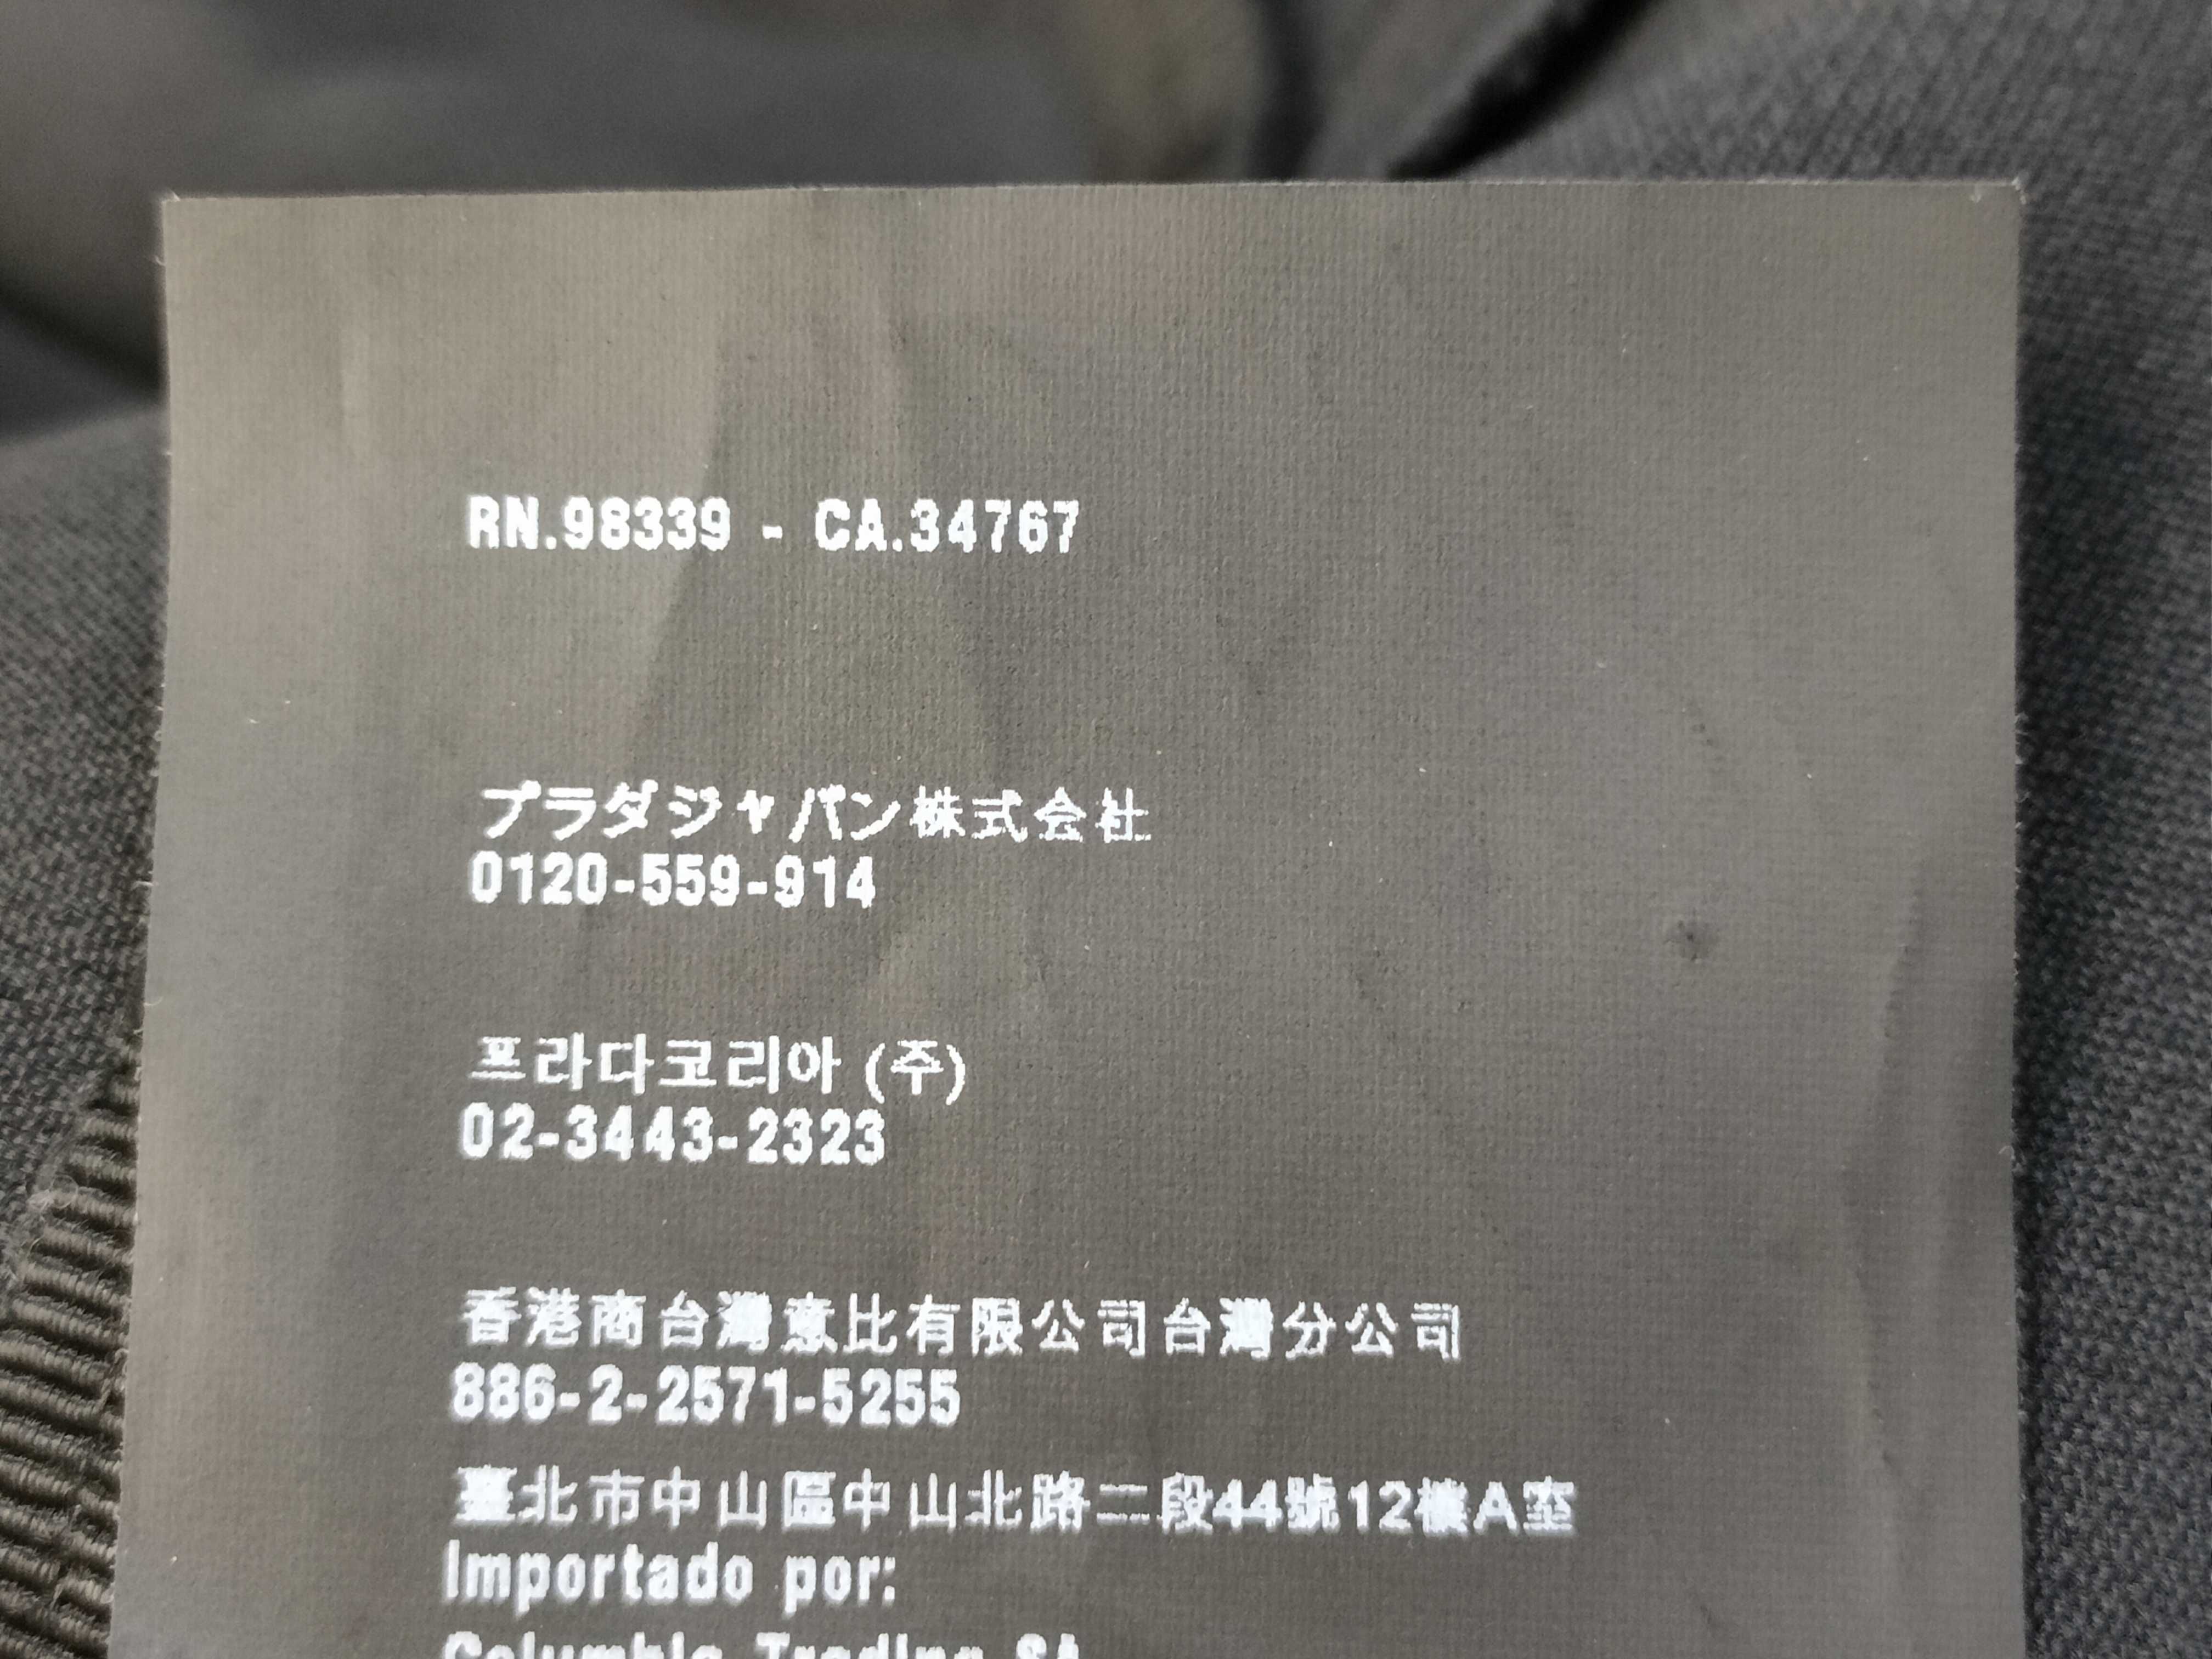 RN.98339 - CA.34767
プラダジャパン株式会社
0120-559-914
프라다코리아 (주)
02-3443-2323
香港商台灣意比有限公司台灣分公司
886-2-2571-5255
臺北市中山區中山北路二段44號12樓A室
Importado por:
Columbia Trading SA